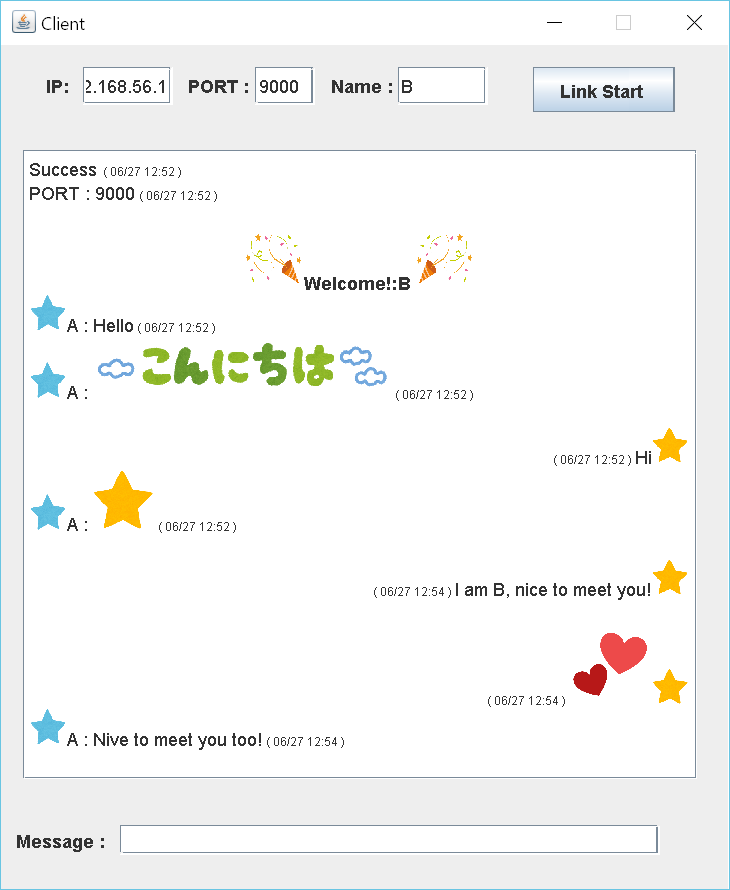 Client
IP: 2.168.56.1 PORT : 9000 Name : B Link Start
Success ( 06/27 12:52 )
PORT : 9000 ( 06/27 12:52 )
Welcome!:B
A : Hello ( 06/27 12:52 )
A : こんにちは ( 06/27 12:52 )
( 06/27 12:52 ) Hi
A : ( 06/27 12:52 )
( 06/27 12:54 ) I am B, nice to meet you!
( 06/27 12:54 )
A : Nive to meet you too! ( 06/27 12:54 )
Message :